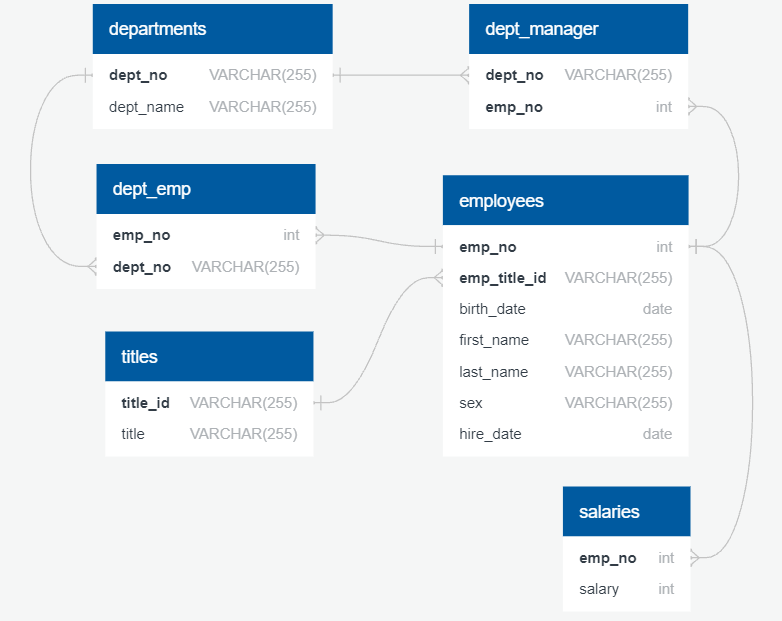 departments
dept_no VARCHAR(255)
dept_name VARCHAR(255)
dept_manager
dept_no VARCHAR(255)
emp_no int
dept_emp
emp_no int
dept_no VARCHAR(255)
employees
emp_no int
emp_title_id VARCHAR(255)
birth_date date
first_name VARCHAR(255)
last_name VARCHAR(255)
sex VARCHAR(255)
hire_date date
titles
title_id VARCHAR(255)
title VARCHAR(255)
salaries
emp_no int
salary int